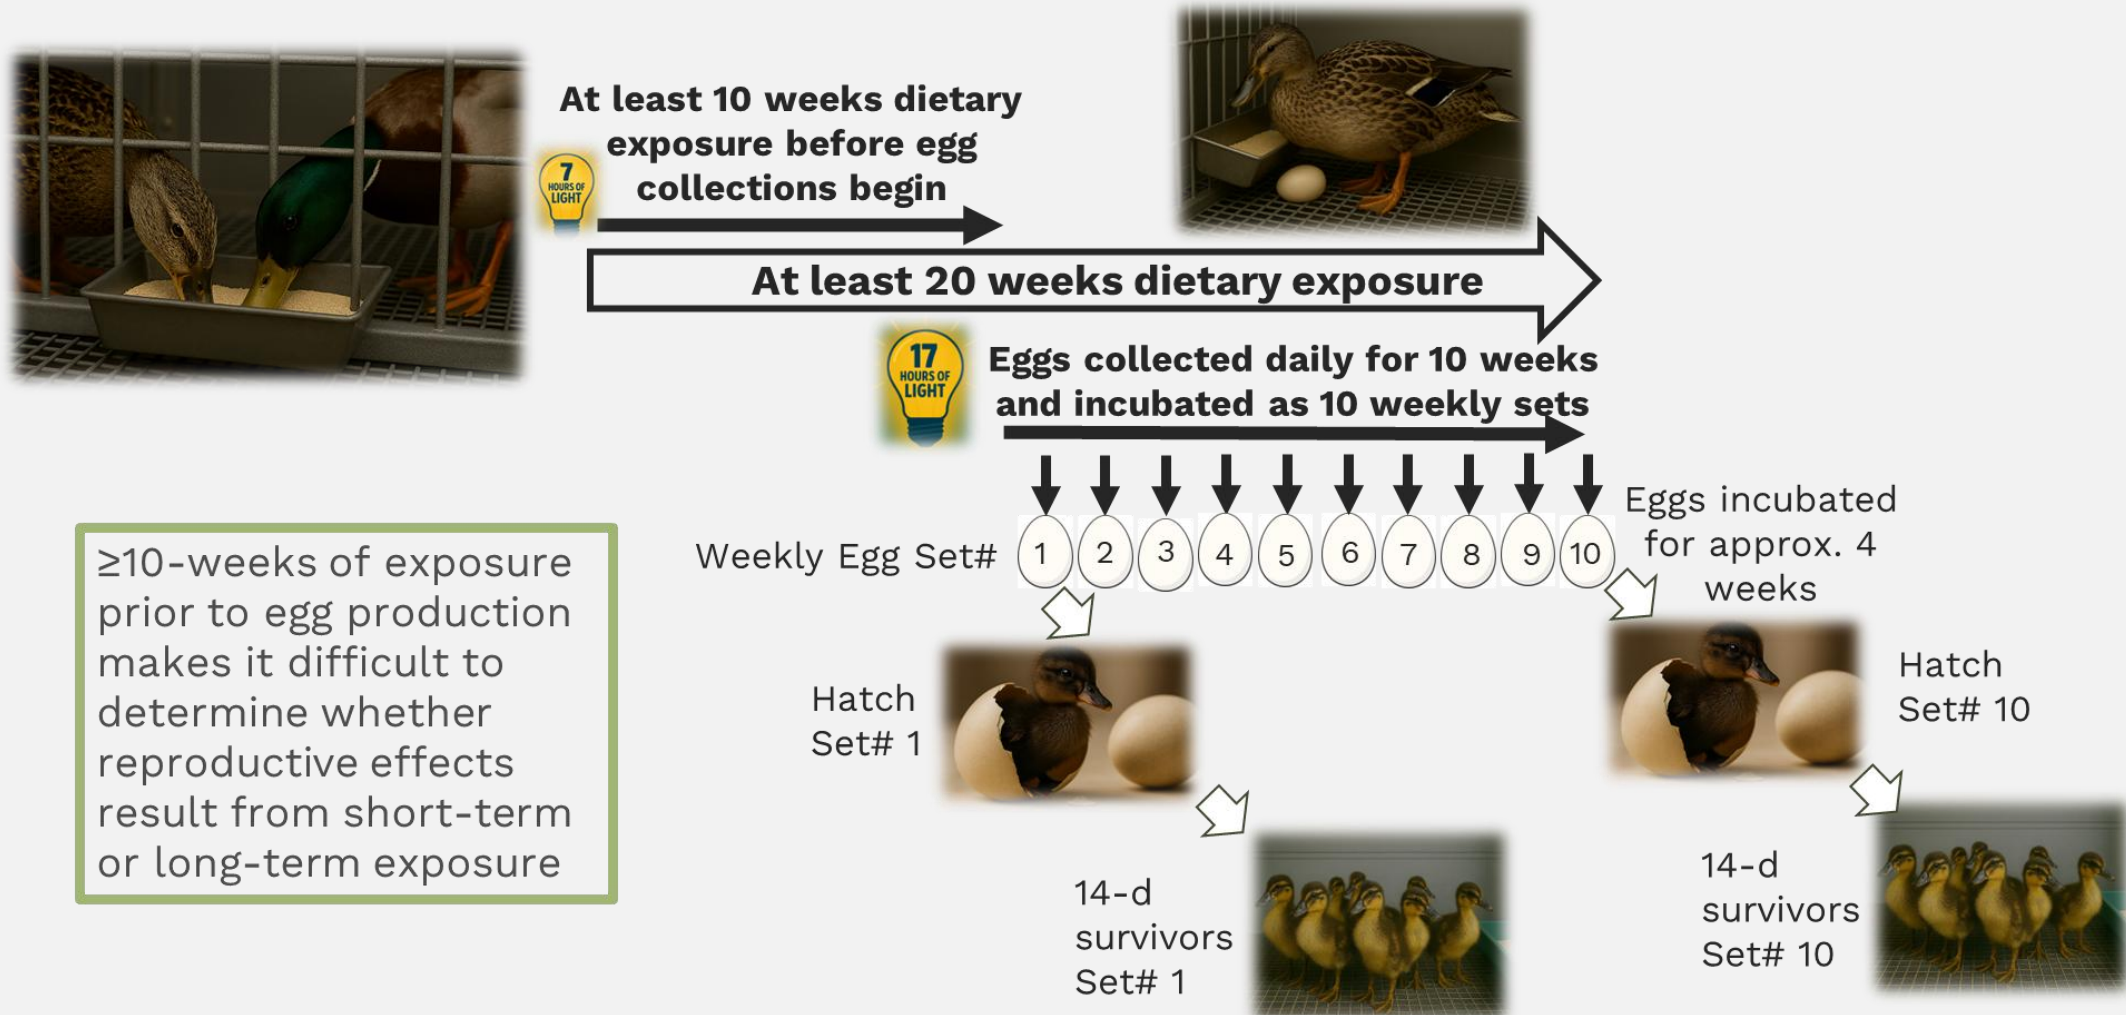 At least 10 weeks dietary
exposure before egg
collections begin
7
HOURS OF
LIGHT
At least 20 weeks dietary exposure
17
HOURS OF
LIGHT
Eggs collected daily for 10 weeks
and incubated as 10 weekly sets
Weekly Egg Set# 1 2 3 4 5 6 7 8 9 10
Eggs incubated
for approx. 4
weeks
≥10-weeks of exposure
prior to egg production
makes it difficult to
determine whether
reproductive effects
result from short-term
or long-term exposure
Hatch
Set# 1
Hatch
Set# 10
14-d
survivors
Set# 1
14-d
survivors
Set# 10